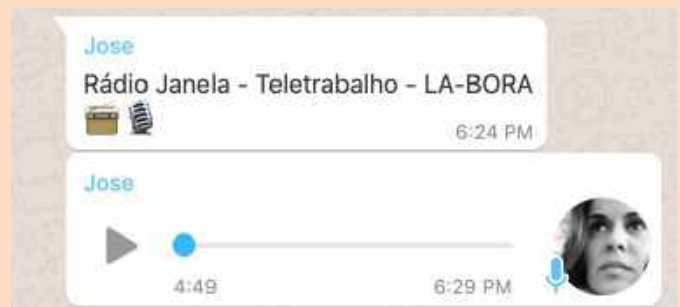 Jose
Rádio Janela - Teletrabalho - LA-BORA
📻🎙️
6:24 PM
Jose
4:49
6:29 PM